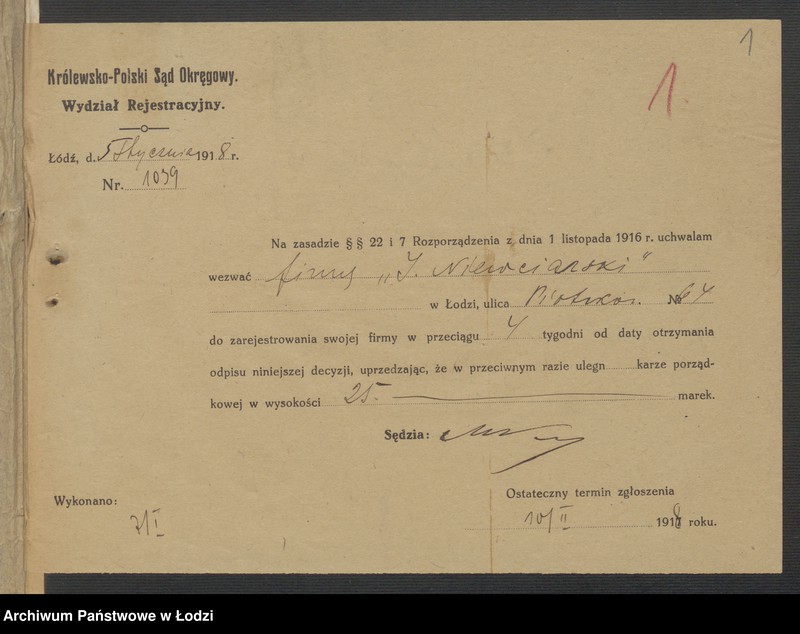 1
1.
Królewsko-Polski Sąd Okręgowy.
Wydział Rejestracyjny.
Łódź, d. 5 Stycznia 1918 r.
Nr. 1039
Na zasadzie § § 22 i 7 Rozporządzenia z dnia 1 listopada 1916 r. uchwalam
wezwać firmę „J. Niewiarski"
w Łodzi, ulica Piotrkow. № 64
do zarejestrowania swojej firmy w przeciągu 4 tygodni od daty otrzymania
odpisu niniejszej decyzji, uprzedzając, że w przeciwnym razie ulegn karze porząd-
kowej w wysokości 25.— marek.
Sędzia:
Wykonano:
7/I
Ostateczny termin zgłoszenia
10/II 1918 roku.
Archiwum Państwowe w Łodzi